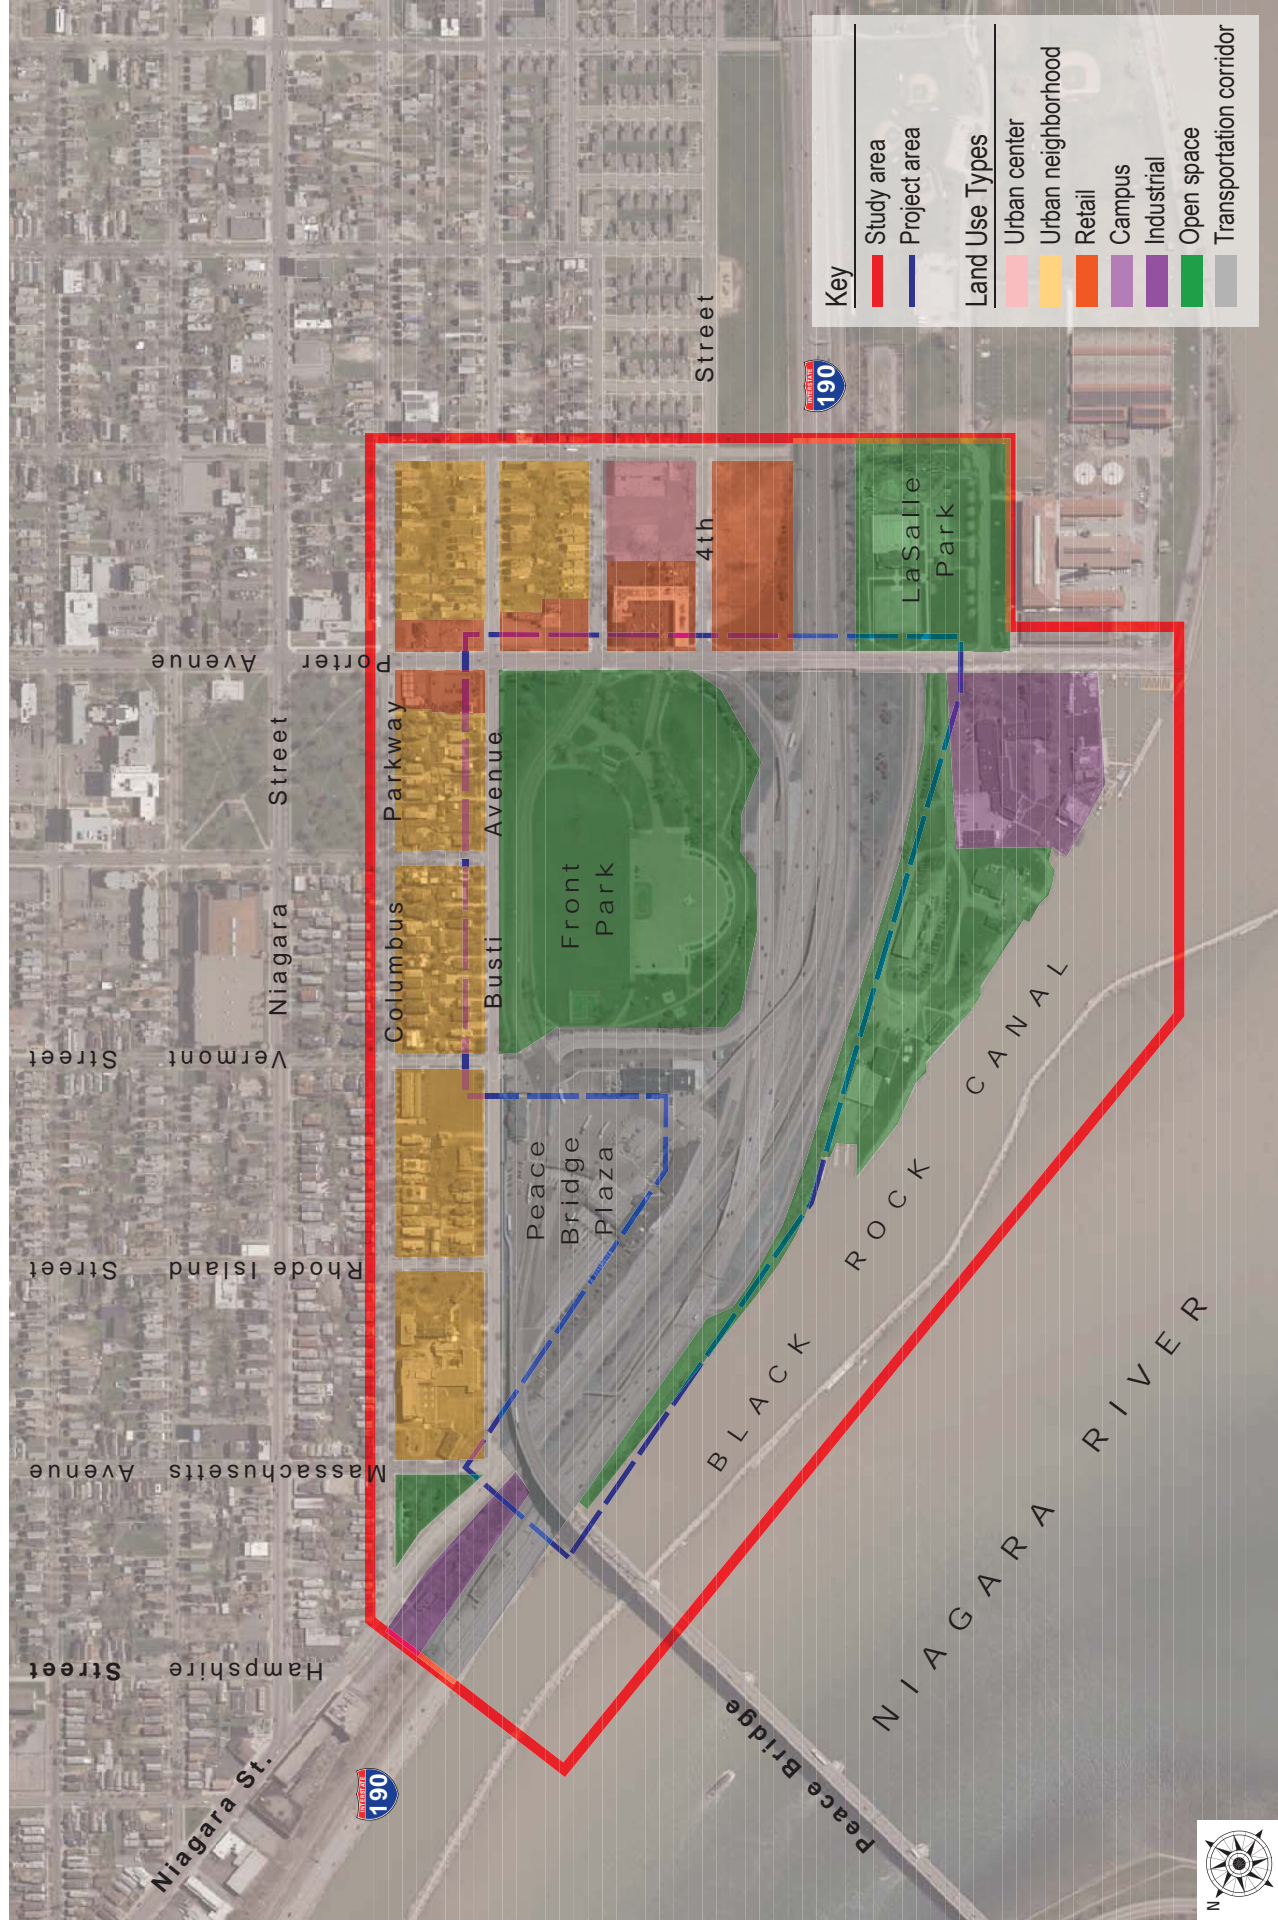 Key
Study area
Project area
Land Use Types
Urban center
Urban neighborhood
Retail
Campus
Industrial
Open space
Transportation corridor
INTERSTATE
190
Street
4th
LaSalle
Park
Porter Avenue
Parkway
Columbus
Street
Niagara
Avenue
Busti
Front
Park
Vermont Street
Peace
Bridge
Plaza
Rhode Island Street
Massachusetts Avenue
Hampshire Street
BLACK ROCK CANAL
NIAGARA RIVER
Peace Bridge
Niagara St.
INTERSTATE
190
N